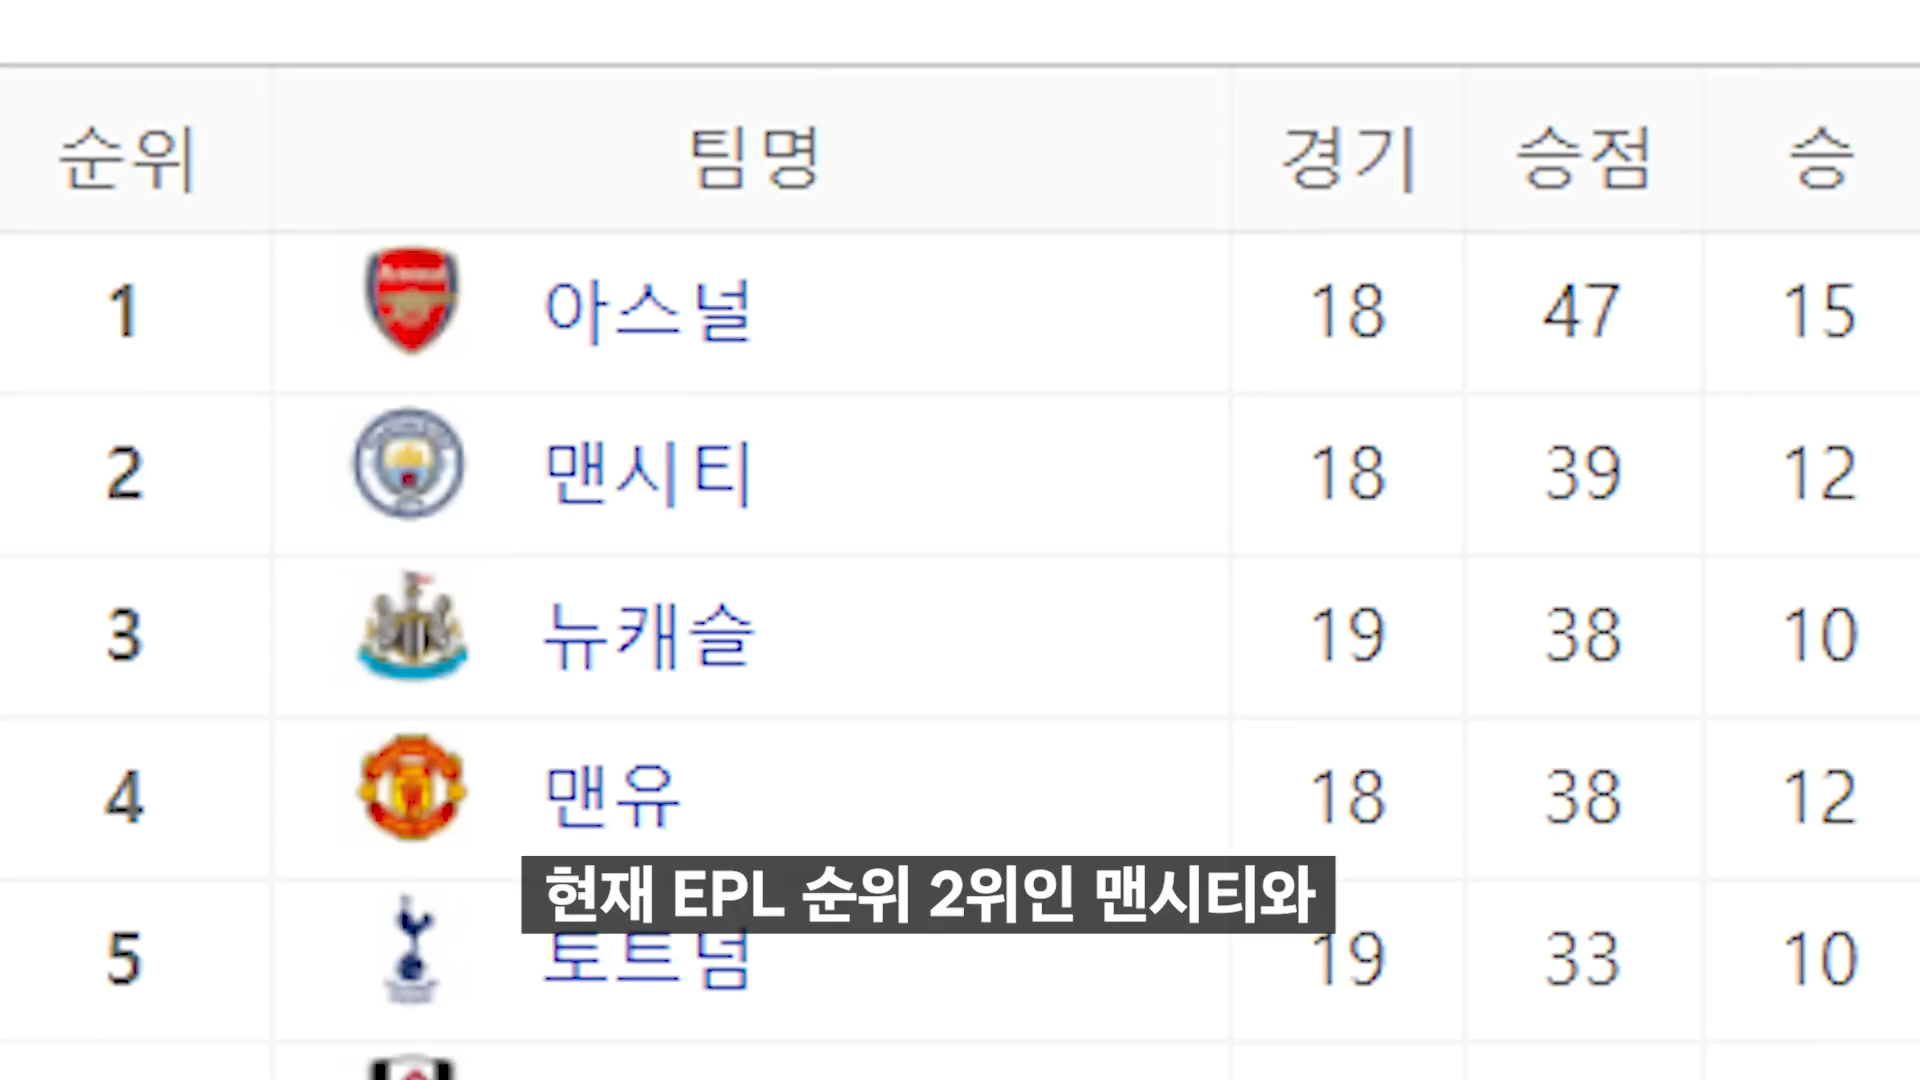 순위 팀명 경기 승점 승
1 아스널 18 47 15
2 맨시티 18 39 12
3 뉴캐슬 19 38 10
4 맨유 18 38 12
현재 EPL 순위 2위인 맨시티와
5 토트넘 19 33 10